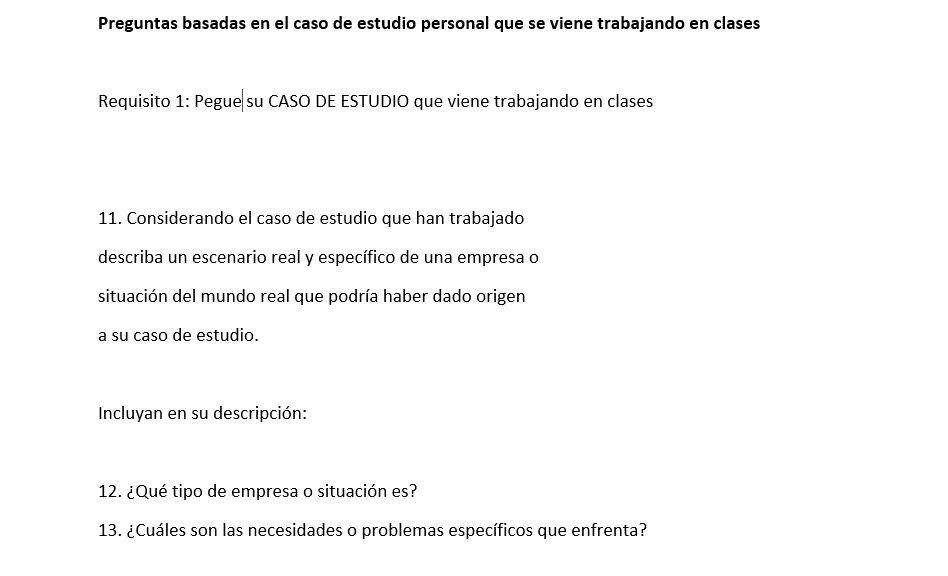 Preguntas basadas en el caso de estudio personal que se viene trabajando en clases
Requisito 1: Pegue su CASO DE ESTUDIO que viene trabajando en clases
11. Considerando el caso de estudio que han trabajado
describa un escenario real y específico de una empresa o
situación del mundo real que podría haber dado origen
a su caso de estudio.
Incluyan en su descripción:
12. ¿Qué tipo de empresa o situación es?
13. ¿Cuáles son las necesidades o problemas específicos que enfrenta?